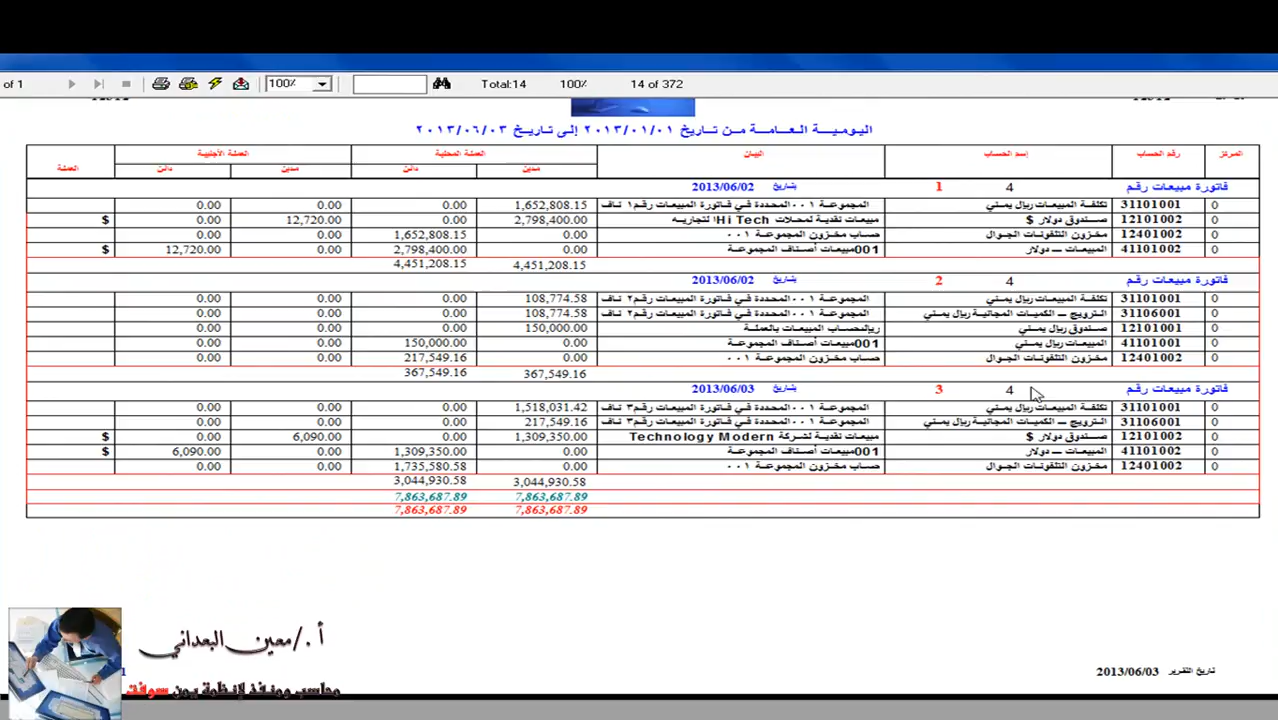 of 1 100% Total:14 100% 14 of 372
اليومية العامة من تاريخ ٢٠١٣/٠١/٠١ إلى تاريخ ٢٠١٣/٠٦/٠٣
المركز رقم الحساب إسم الحساب البيان العملة المحلية العملة الأجنبية العملة
مدين دائن مدين دائن
فاتورة مبيعات رقم 4 1 بتاريخ 2013/06/02
0 31101001 تكلفة المبيعات ريال يمني المجموعة ٠٠١ المحددة في فاتورة المبيعات رقم١ تاف 1,652,808.15 0.00 0.00 0.00
0 12101002 صندوق دولار $ مبيعات نقدية لمحلات Hi Tech لتجاريه 2,798,400.00 0.00 12,720.00 0.00 $
0 12401002 مخزون التلفونات الجوال حساب مخزون المجموعة ٠٠١ 0.00 1,652,808.15 0.00 0.00
0 41101002 المبيعات ــ دولار 001مبيعات أصناف المجموعة 0.00 2,798,400.00 0.00 12,720.00 $
4,451,208.15 4,451,208.15
فاتورة مبيعات رقم 4 2 بتاريخ 2013/06/02
0 31101001 تكلفة المبيعات ريال يمني المجموعة ٠٠١ المحددة في فاتورة المبيعات رقم٢ تاف 108,774.58 0.00 0.00 0.00
0 31106001 الترويج ــ الكميات المجانية ريال يمني المجموعة ٠٠١ المحددة في فاتورة المبيعات رقم٢ تاف 108,774.58 0.00 0.00 0.00
0 12101001 صندوق ريال يمني ريالحساب المبيعات بالعملة 150,000.00 0.00 0.00 0.00
0 41101001 المبيعات ريال يمني 001مبيعات أصناف المجموعة 0.00 150,000.00 0.00 0.00
0 12401002 مخزون التلفونات الجوال حساب مخزون المجموعة ٠٠١ 0.00 217,549.16 0.00 0.00
367,549.16 367,549.16
فاتورة مبيعات رقم 4 3 بتاريخ 2013/06/03
0 31101001 تكلفة المبيعات ريال يمني المجموعة ٠٠١ المحددة في فاتورة المبيعات رقم٣ تاف 1,518,031.42 0.00 0.00 0.00
0 31106001 الترويج ــ الكميات المجانية ريال يمني المجموعة ٠٠١ المحددة في فاتورة المبيعات رقم٣ تاف 217,549.16 0.00 0.00 0.00
0 12101002 صندوق دولار $ مبيعات نقدية لشركة Technology Modern 1,309,350.00 0.00 6,090.00 0.00 $
0 41101002 المبيعات ــ دولار 001مبيعات أصناف المجموعة 0.00 1,309,350.00 0.00 6,090.00 $
0 12401002 مخزون التلفونات الجوال حساب مخزون المجموعة ٠٠١ 0.00 1,735,580.58 0.00 0.00
3,044,930.58 3,044,930.58
7,863,687.89 7,863,687.89
7,863,687.89 7,863,687.89
أ./معين البعداني
تاريخ التقرير 2013/06/03 1
محاسب ومنفذ لإنظمة يمن سوفت